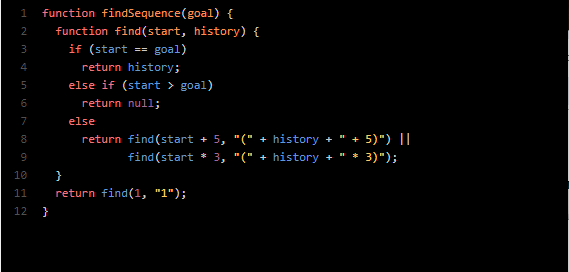 1 function findSequence(goal) {
2   function find(start, history) {
3     if (start == goal)
4       return history;
5     else if (start > goal)
6       return null;
7     else
8       return find(start + 5, "(" + history + " + 5)") ||
9              find(start * 3, "(" + history + " * 3)");
10   }
11   return find(1, "1");
12 }